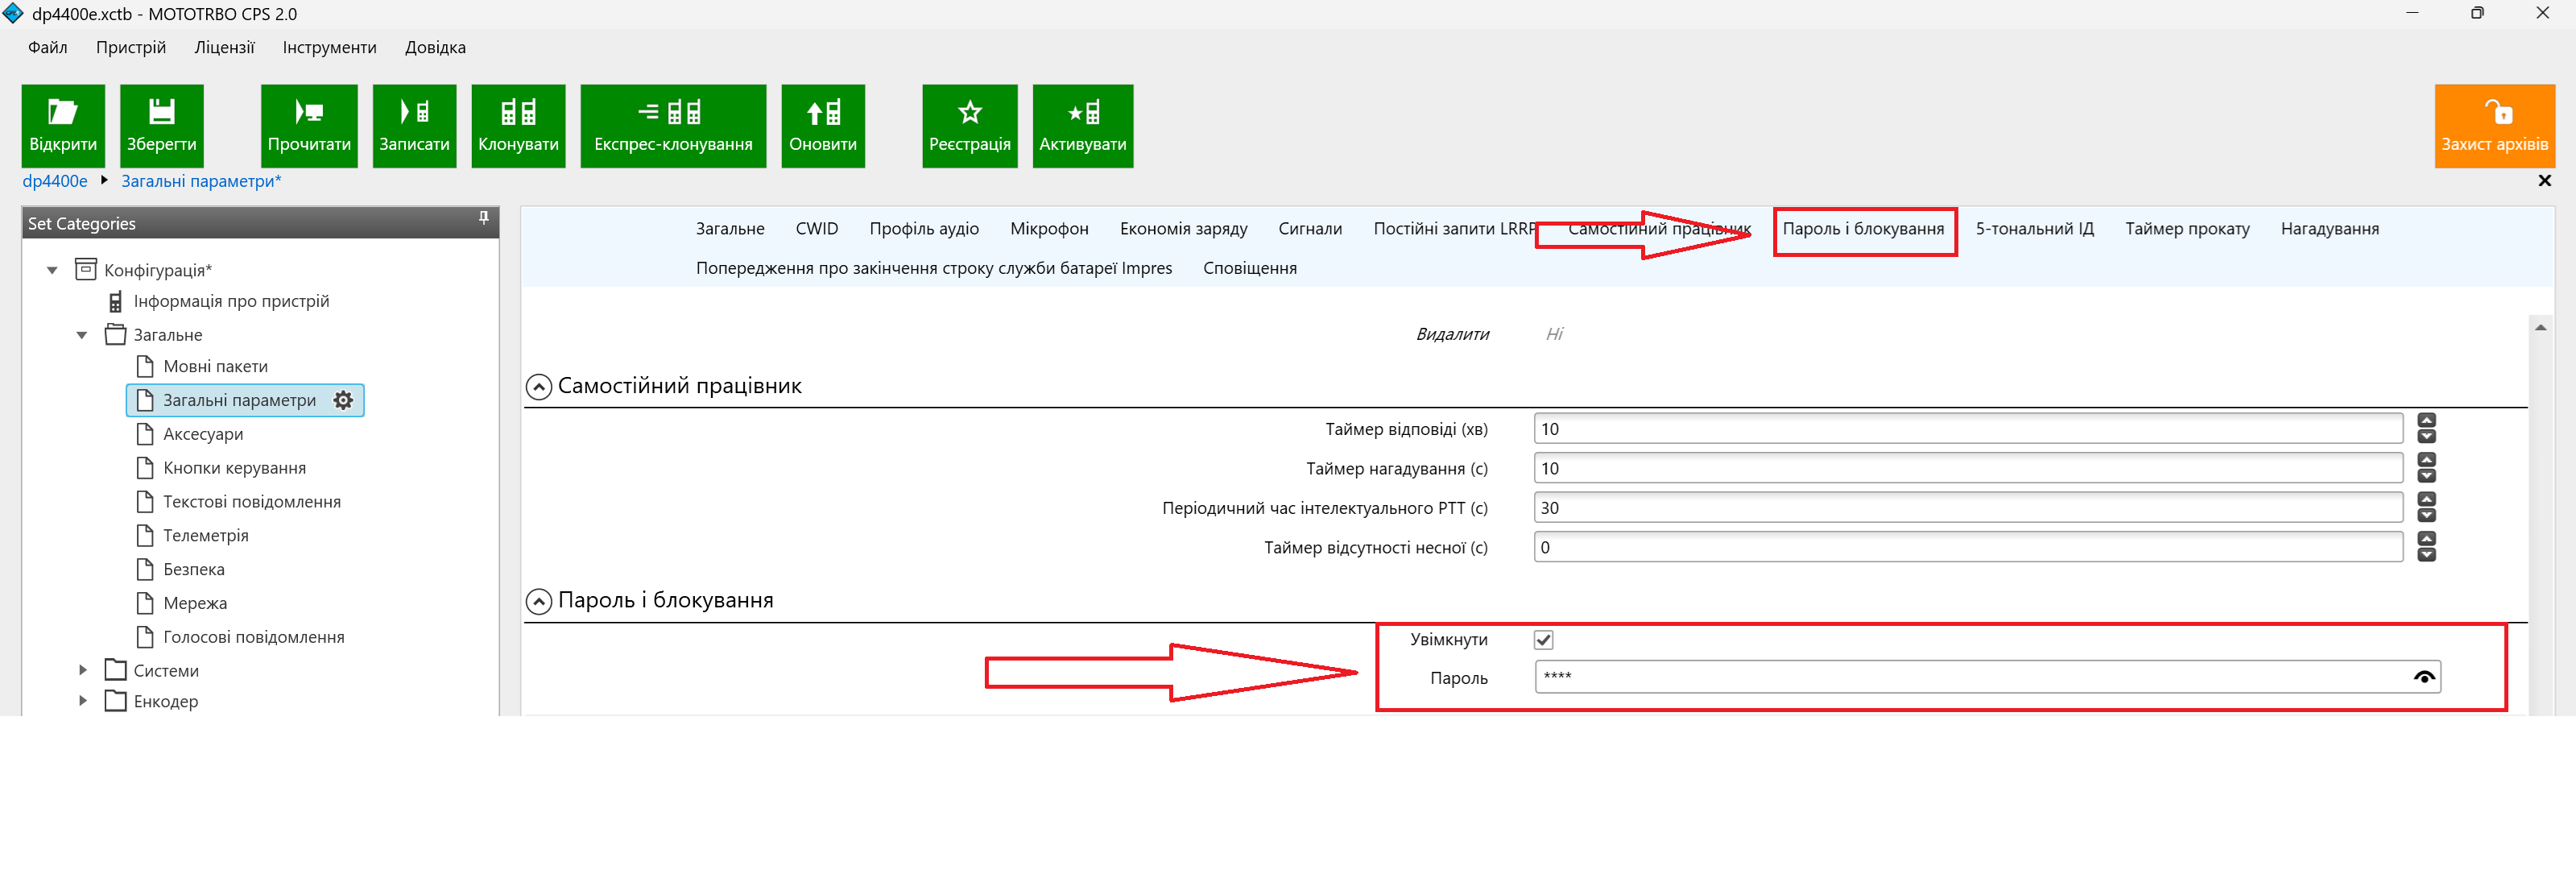 dp4400e.xctb - MOTOTRBO CPS 2.0
Файл Пристрій Ліцензії Інструменти Довідка
Відкрити Зберегти Прочитати Записати Клонувати Експрес-клонування Оновити Реєстрація Активувати Захист архівів
dp4400e Загальні параметри*
Set Categories
Конфігурація*
Інформація про пристрій
Загальне
Мовні пакети
Загальні параметри
Аксесуари
Кнопки керування
Текстові повідомлення
Телеметрія
Безпека
Мережа
Голосові повідомлення
Системи
Енкодер
Загальне CWID Профіль аудіо Мікрофон Економія заряду Сигнали Постійні запити LRRP Самостійний працівник Пароль і блокування 5-тональний ІД Таймер прокату Нагадування
Попередження про закінчення строку служби батареї Impres Сповіщення
Видалити Ні
Самостійний працівник
Таймер відповіді (хв) 10
Таймер нагадування (с) 10
Періодичний час інтелектуального PTT (с) 30
Таймер відсутності несної (с) 0
Пароль і блокування
Увімкнути
Пароль ****